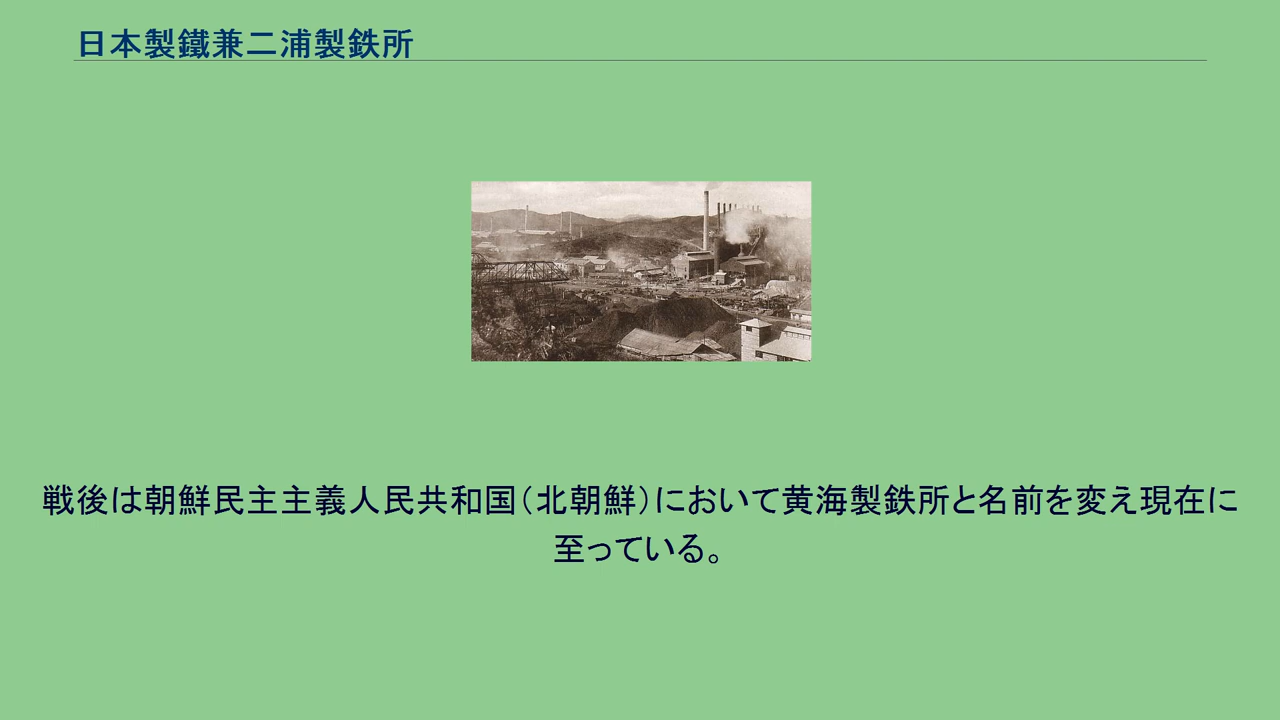 日本製鐵兼二浦製鉄所
戦後は朝鮮民主主義人民共和国（北朝鮮）において黄海製鉄所と名前を変え現在に
至っている。